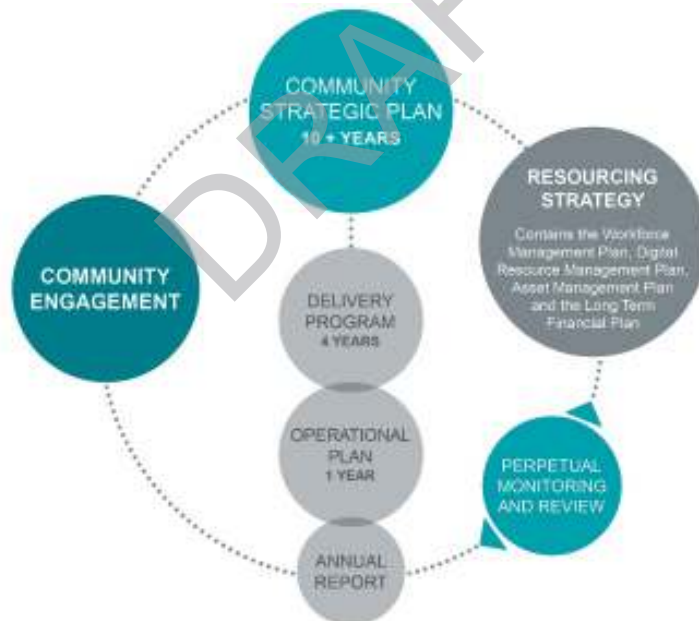 COMMUNITY
STRATEGIC PLAN
10 + YEARS
RESOURCING
STRATEGY
Contains the Workforce
Management Plan, Digital
Resource Management Plan,
Asset Management Plan
and the Long Term
Financial Plan
COMMUNITY
ENGAGEMENT
DELIVERY
PROGRAM
4 YEARS
OPERATIONAL
PLAN
1 YEAR
PERPETUAL
MONITORING
AND REVIEW
ANNUAL
REPORT
DRAF